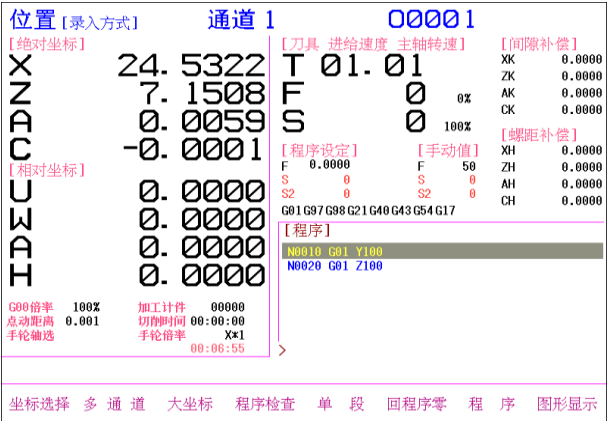 位置 [录入方式] 通道 1 O0001
[绝对坐标]
X 24.5322
Z 7.1508
A 0.0059
C -0.0001
[相对坐标]
U 0.0000
W 0.0000
A 0.0000
H 0.0000
G00倍率 100% 加工计件 00000
点动距离 0.001 切削时间 00:00:00
手轮轴选 手轮倍率 X*1
00:06:55
[刀具 进给速度 主轴转速]
T 01.01
F 0 0%
S 0 100%
[程序设定] [手动值]
F 0.0000 F 50
S 0 S 0
S2 0 S2 0
G01 G97 G98 G21 G40 G43 G54 G17
[间隙补偿]
XK 0.0000
ZK 0.0000
AK 0.0000
CK 0.0000
[螺距补偿]
XH 0.0000
ZH 0.0000
AH 0.0000
CH 0.0000
[程序]
N0010 G01 Y100
N0020 G01 Z100
>
坐标选择 多 通 道 大坐标 程序检查 单 段 回程序零 程 序 图形显示